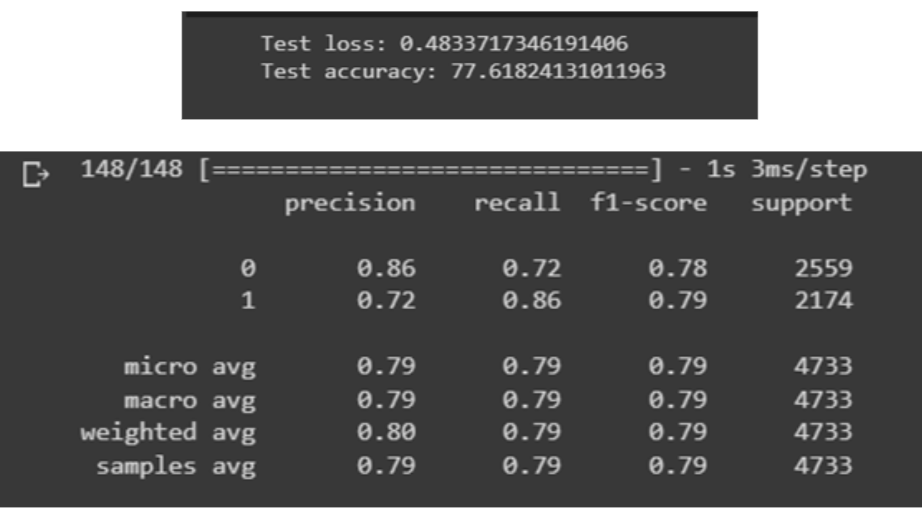 Test loss: 0.4833717346191406
Test accuracy: 77.61824131011963
148/148 [==============================] - 1s 3ms/step
precision recall f1-score support
0 0.86 0.72 0.78 2559
1 0.72 0.86 0.79 2174
micro avg 0.79 0.79 0.79 4733
macro avg 0.79 0.79 0.79 4733
weighted avg 0.80 0.79 0.79 4733
samples avg 0.79 0.79 0.79 4733